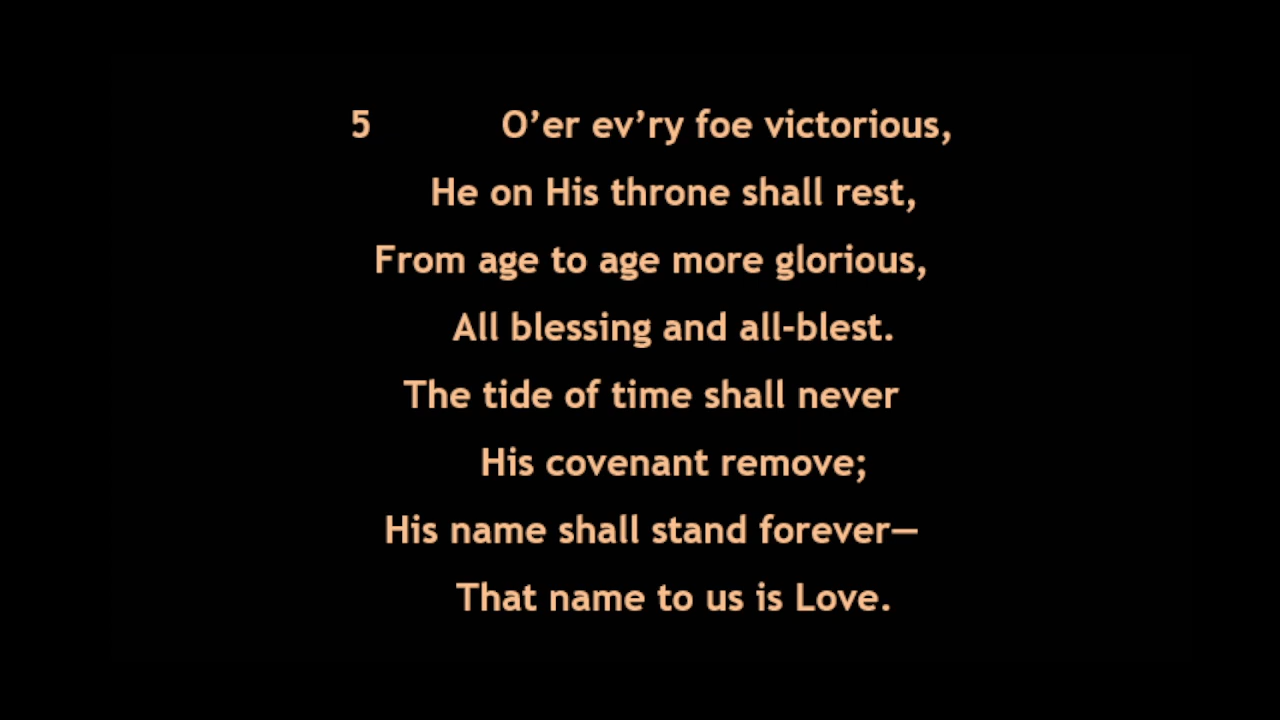 5 O’er ev’ry foe victorious,
He on His throne shall rest,
From age to age more glorious,
All blessing and all-blest.
The tide of time shall never
His covenant remove;
His name shall stand forever—
That name to us is Love.